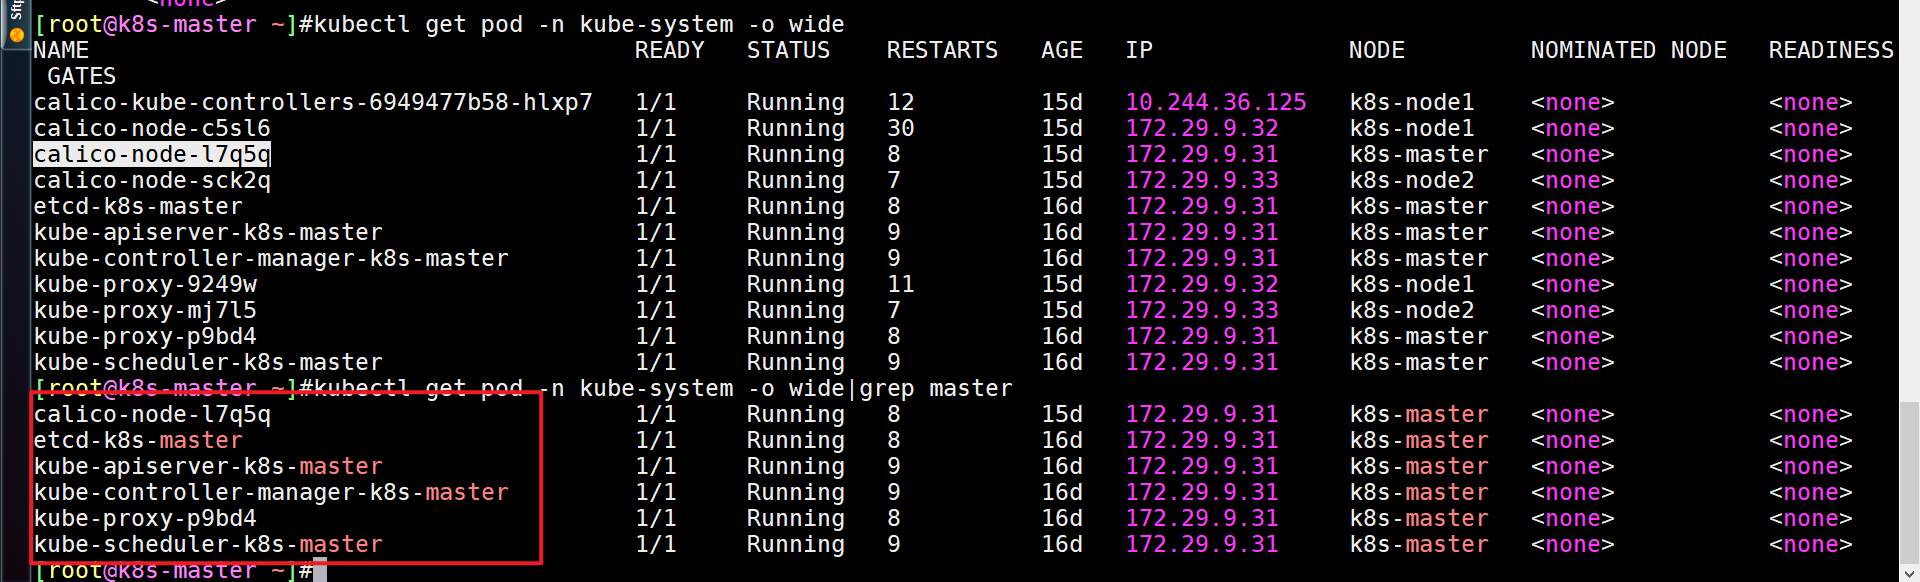 <none>
Sftp
[root@k8s-master ~]#kubectl get pod -n kube-system -o wide
NAME READY STATUS RESTARTS AGE IP NODE NOMINATED NODE READINESS
GATES
calico-kube-controllers-6949477b58-hlxp7 1/1 Running 12 15d 10.244.36.125 k8s-node1 <none> <none>
calico-node-c5sl6 1/1 Running 30 15d 172.29.9.32 k8s-node1 <none> <none>
calico-node-l7q5q 1/1 Running 8 15d 172.29.9.31 k8s-master <none> <none>
calico-node-sck2q 1/1 Running 7 15d 172.29.9.33 k8s-node2 <none> <none>
etcd-k8s-master 1/1 Running 8 16d 172.29.9.31 k8s-master <none> <none>
kube-apiserver-k8s-master 1/1 Running 9 16d 172.29.9.31 k8s-master <none> <none>
kube-controller-manager-k8s-master 1/1 Running 9 16d 172.29.9.31 k8s-master <none> <none>
kube-proxy-9249w 1/1 Running 11 15d 172.29.9.32 k8s-node1 <none> <none>
kube-proxy-mj7l5 1/1 Running 7 15d 172.29.9.33 k8s-node2 <none> <none>
kube-proxy-p9bd4 1/1 Running 8 16d 172.29.9.31 k8s-master <none> <none>
kube-scheduler-k8s-master 1/1 Running 9 16d 172.29.9.31 k8s-master <none> <none>
[root@k8s-master ~]#kubectl get pod -n kube-system -o wide|grep master
calico-node-l7q5q 1/1 Running 8 15d 172.29.9.31 k8s-master <none> <none>
etcd-k8s-master 1/1 Running 8 16d 172.29.9.31 k8s-master <none> <none>
kube-apiserver-k8s-master 1/1 Running 9 16d 172.29.9.31 k8s-master <none> <none>
kube-controller-manager-k8s-master 1/1 Running 9 16d 172.29.9.31 k8s-master <none> <none>
kube-proxy-p9bd4 1/1 Running 8 16d 172.29.9.31 k8s-master <none> <none>
kube-scheduler-k8s-master 1/1 Running 9 16d 172.29.9.31 k8s-master <none> <none>
[root@k8s-master ~]#